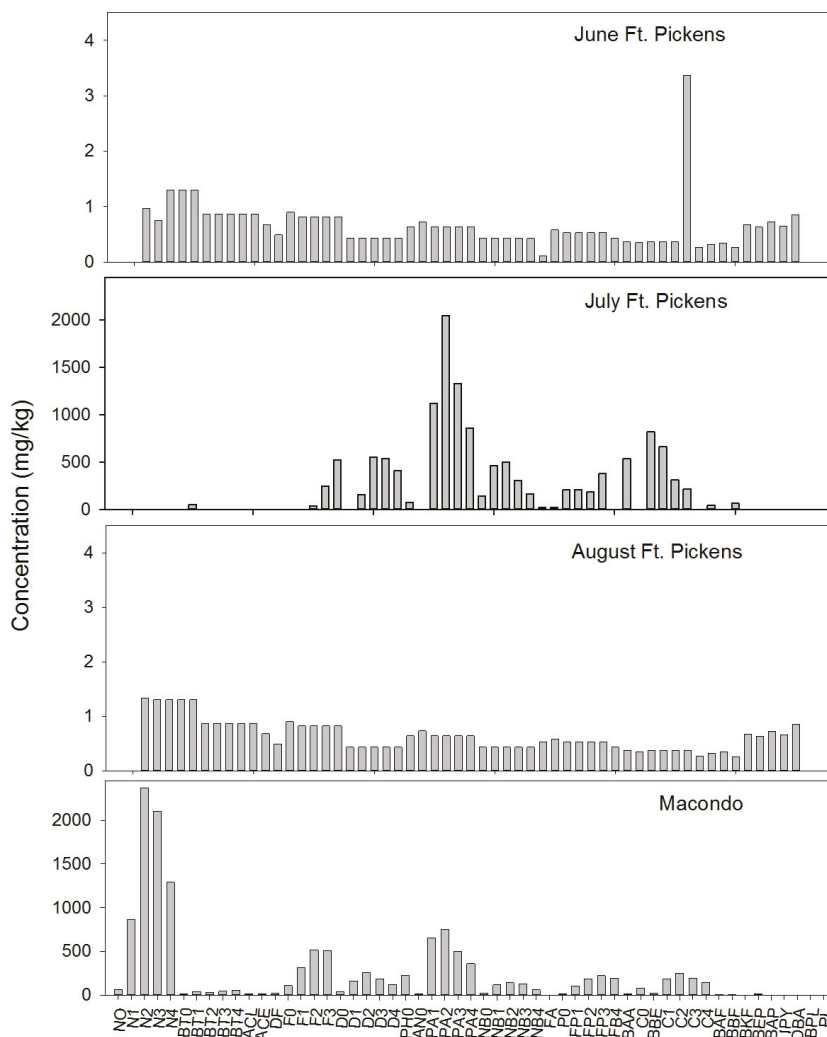 June Ft. Pickens
4
3
2
1
0
July Ft. Pickens
2000
1500
1000
500
0
Concentration (mg/kg)
August Ft. Pickens
4
3
2
1
0
Macondo
2000
1500
1000
500
0
NO
N1
N2
N3
N4
BT0
BT1
BT2
BT3
BT4
ACL
ACE
DF
F0
F1
F2
F3
D0
D1
D2
D3
D4
PH0
AN0
PA1
PA2
PA3
PA4
NB0
NB1
NB2
NB3
NB4
FA
P0
FP1
FP2
FP3
FB4
BAA
C0
BBE
C1
C2
C3
C4
BAF
BBF
BKF
BEP
BAP
DBA
BPL